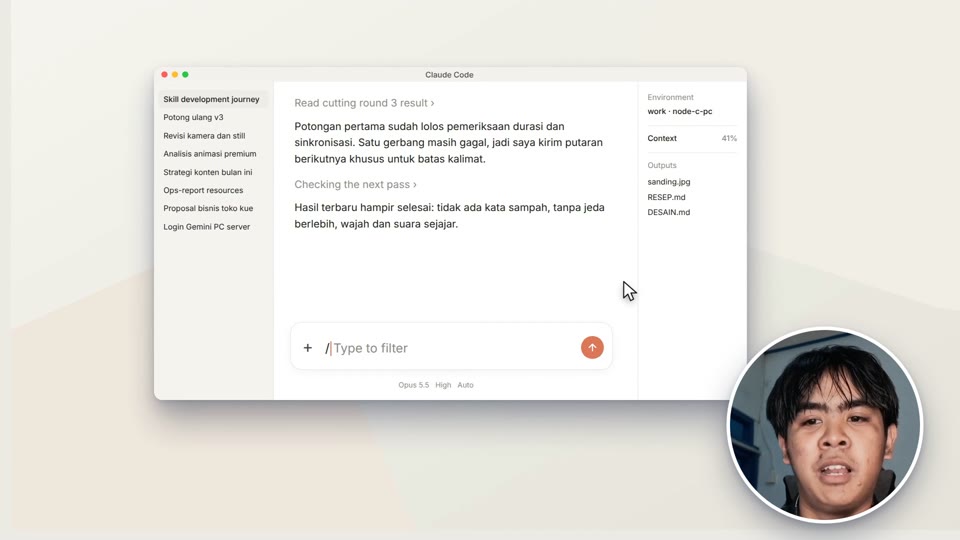 Claude Code
Skill development journey
Potong ulang v3
Revisi kamera dan still
Analisis animasi premium
Strategi konten bulan ini
Ops-report resources
Proposal bisnis toko kue
Login Gemini PC server
Read cutting round 3 result ›
Potongan pertama sudah lolos pemeriksaan durasi dan
sinkronisasi. Satu gerbang masih gagal, jadi saya kirim putaran
berikutnya khusus untuk batas kalimat.
Checking the next pass ›
Hasil terbaru hampir selesai: tidak ada kata sampah, tanpa jeda
berlebih, wajah dan suara sejajar.
/Type to filter
Opus 5.5 High Auto
Environment
work · node-c-pc
Context 41%
Outputs
sanding.jpg
RESEP.md
DESAIN.md